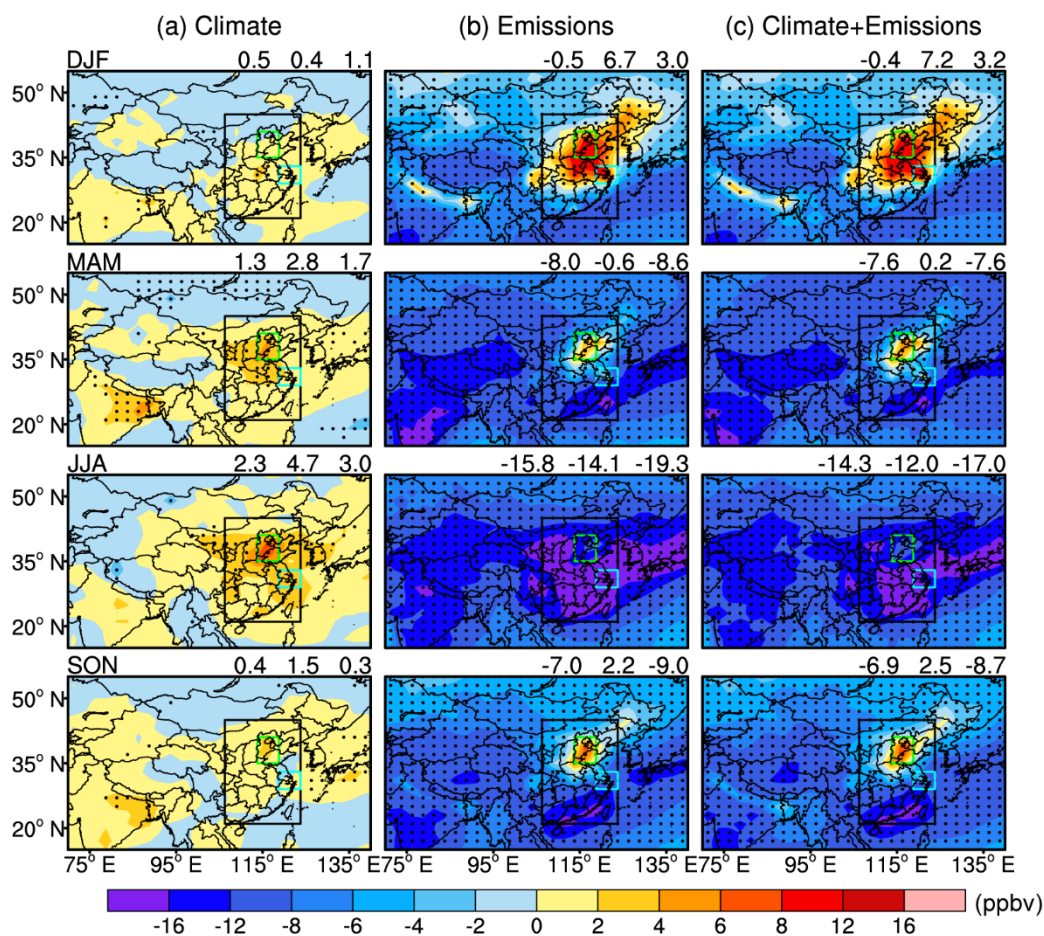 (a) Climate (b) Emissions (c) Climate+Emissions
DJF 0.5 0.4 1.1 -0.5 6.7 3.0 -0.4 7.2 3.2
50° N
35° N
20° N
MAM 1.3 2.8 1.7 -8.0 -0.6 -8.6 -7.6 0.2 -7.6
50° N
35° N
20° N
JJA 2.3 4.7 3.0 -15.8 -14.1 -19.3 -14.3 -12.0 -17.0
50° N
35° N
20° N
SON 0.4 1.5 0.3 -7.0 2.2 -9.0 -6.9 2.5 -8.7
50° N
35° N
20° N
75° E 95° E 115° E 135° E 75° E 95° E 115° E 135° E 75° E 95° E 115° E 135° E
(ppbv)
-16 -12 -8 -6 -4 -2 0 2 4 6 8 12 16